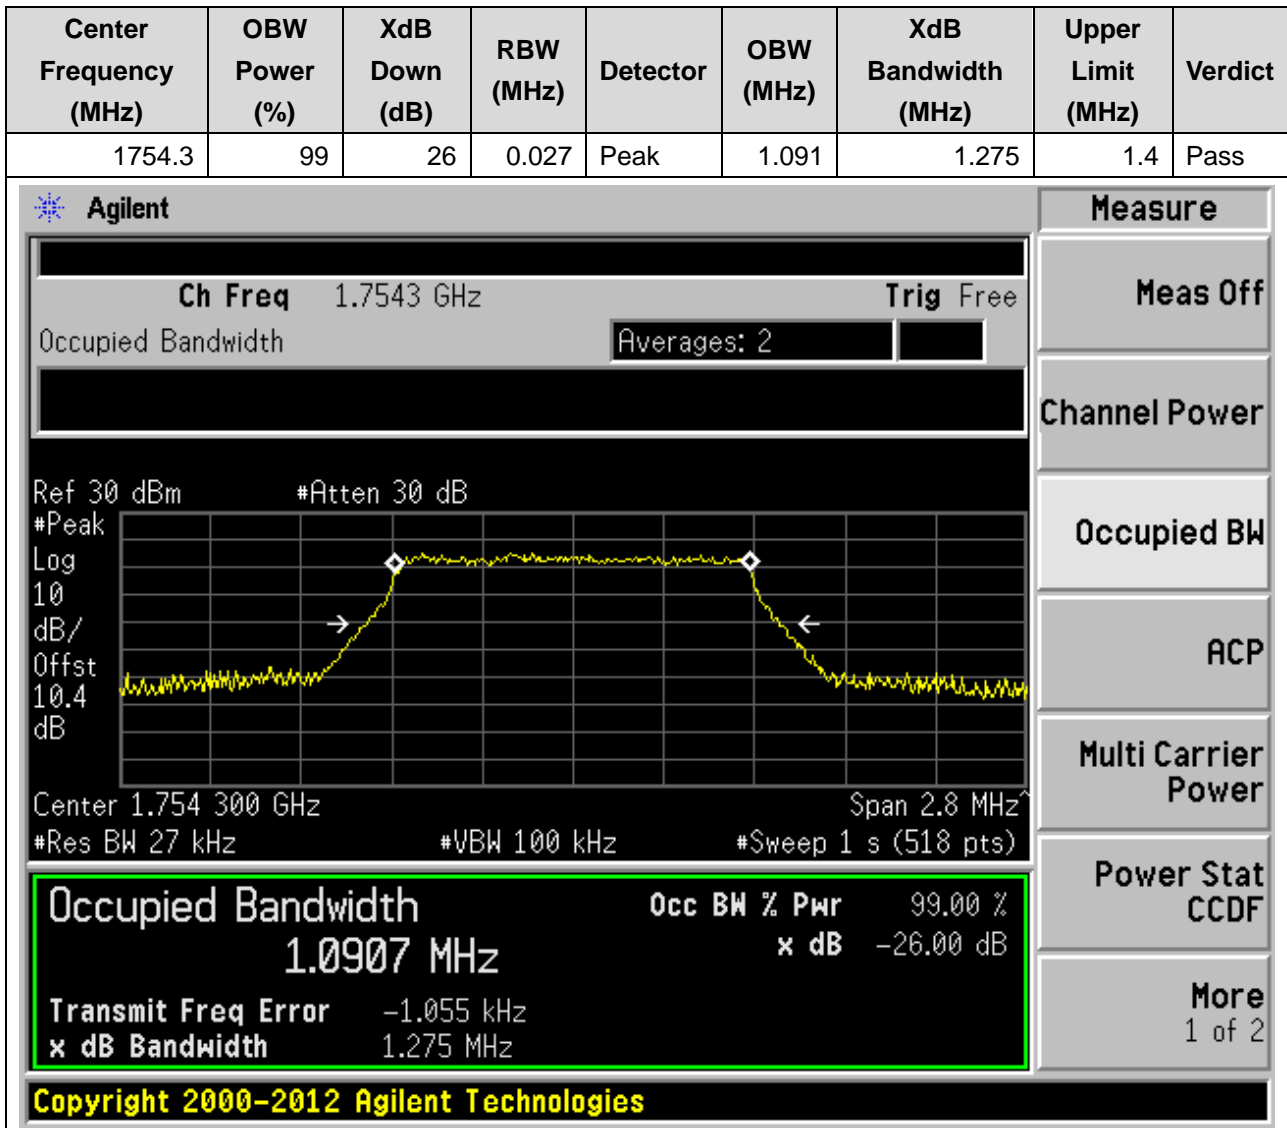 Center Frequency (MHz) OBW Power (%) XdB Down (dB) RBW (MHz) Detector OBW (MHz) XdB Bandwidth (MHz) Upper Limit (MHz) Verdict
1754.3 99 26 0.027 Peak 1.091 1.275 1.4 Pass
Agilent
Measure
Ch Freq 1.7543 GHz Trig Free
Meas Off
Occupied Bandwidth Averages: 2
Channel Power
Ref 30 dBm #Atten 30 dB
#Peak
Log
10
dB/
Offst
10.4
dB
Occupied BW
ACP
Multi Carrier
Power
Center 1.754 300 GHz Span 2.8 MHz^
#Res BW 27 kHz #VBW 100 kHz #Sweep 1 s (518 pts)
Power Stat
CCDF
Occupied Bandwidth Occ BW % Pwr 99.00 %
1.0907 MHz x dB -26.00 dB
Transmit Freq Error -1.055 kHz
x dB Bandwidth 1.275 MHz
More
1 of 2
Copyright 2000-2012 Agilent Technologies